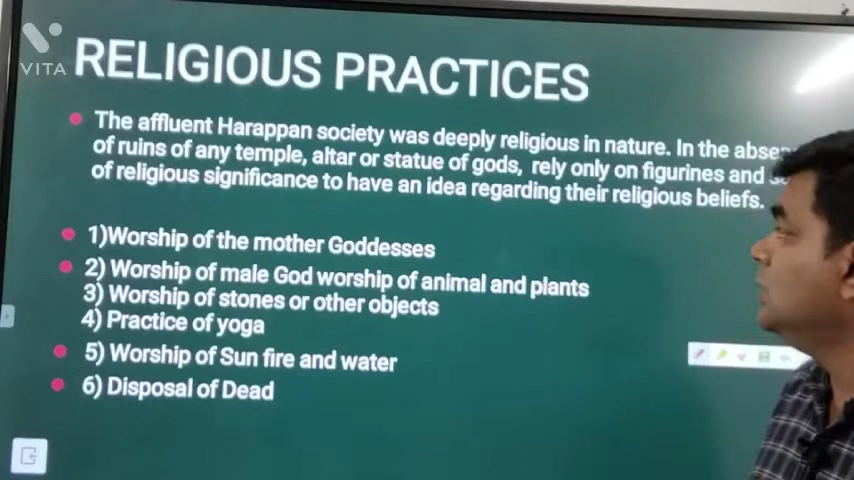 VITA
RELIGIOUS PRACTICES
The affluent Harappan society was deeply religious in nature. In the
of ruins of any temple, altar or statue of gods, rely only on figurines and
of religious significance to have an idea regarding their religious beliefs.
1)Worship of the mother Goddesses
2) Worship of male God worship of animal and plants
3) Worship of stones or other objects
4) Practice of yoga
5) Worship of Sun fire and water
6) Disposal of Dead